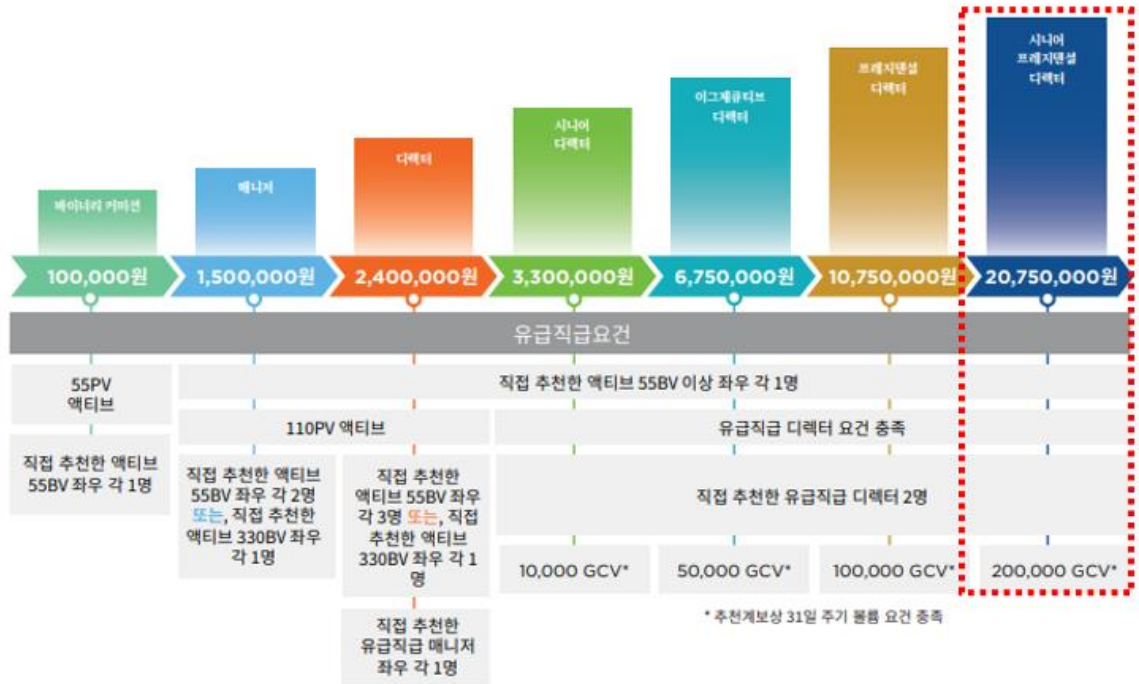 바이너리 커미션
매니저
디렉터
시니어
디렉터
이그제큐티브
디렉터
프레지덴셜
디렉터
시니어
프레지덴셜
디렉터
100,000원
1,500,000원
2,400,000원
3,300,000원
6,750,000원
10,750,000원
20,750,000원
유급직급요건
55PV
액티브
직접 추천한 액티브 55BV 이상 좌우 각 1명
110PV 액티브
유급직급 디렉터 요건 충족
직접 추천한 액티브
55BV 좌우 각 1명
직접 추천한 액티브
55BV 좌우 각 2명
또는, 직접 추천한
액티브 330BV 좌우
각 1명
직접 추천한
액티브 55BV 좌우
각 3명 또는, 직접
추천한 액티브
330BV 좌우 각 1
명
직접 추천한 유급직급 디렉터 2명
10,000 GCV*
50,000 GCV*
100,000 GCV*
200,000 GCV*
* 추천계보상 31일 주기 볼륨 요건 충족
직접 추천한
유급직급 매니저
좌우 각 1명